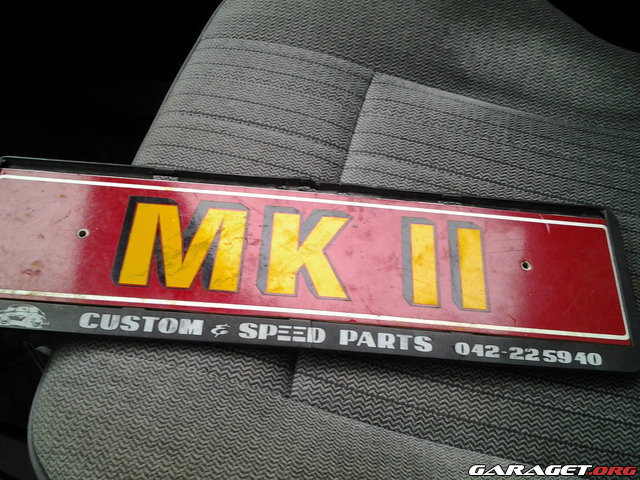 MK II
CUSTOM & SPEED PARTS 042-225940
GARAGET.ORG